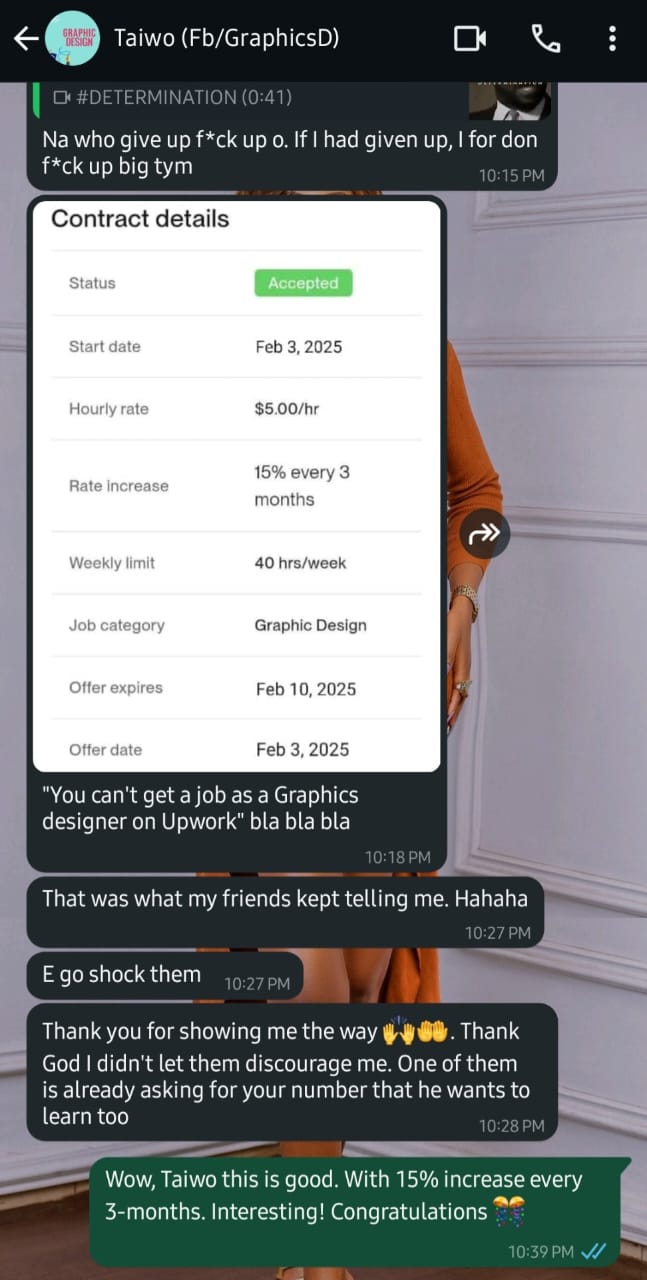 GRAPHIC
DESIGN
Taiwo (Fb/GraphicsD)
#DETERMINATION (0:41)
Na who give up f*ck up o. If I had given up, I for don
f*ck up big tym
10:15 PM
Contract details
Status Accepted
Start date Feb 3, 2025
Hourly rate $5.00/hr
Rate increase 15% every 3
months
Weekly limit 40 hrs/week
Job category Graphic Design
Offer expires Feb 10, 2025
Offer date Feb 3, 2025
"You can't get a job as a Graphics
designer on Upwork" bla bla bla
10:18 PM
That was what my friends kept telling me. Hahaha
10:27 PM
E go shock them 10:27 PM
Thank you for showing me the way 🙌🤲. Thank
God I didn't let them discourage me. One of them
is already asking for your number that he wants to
learn too
10:28 PM
Wow, Taiwo this is good. With 15% increase every
3-months. Interesting! Congratulations 🎊
10:39 PM